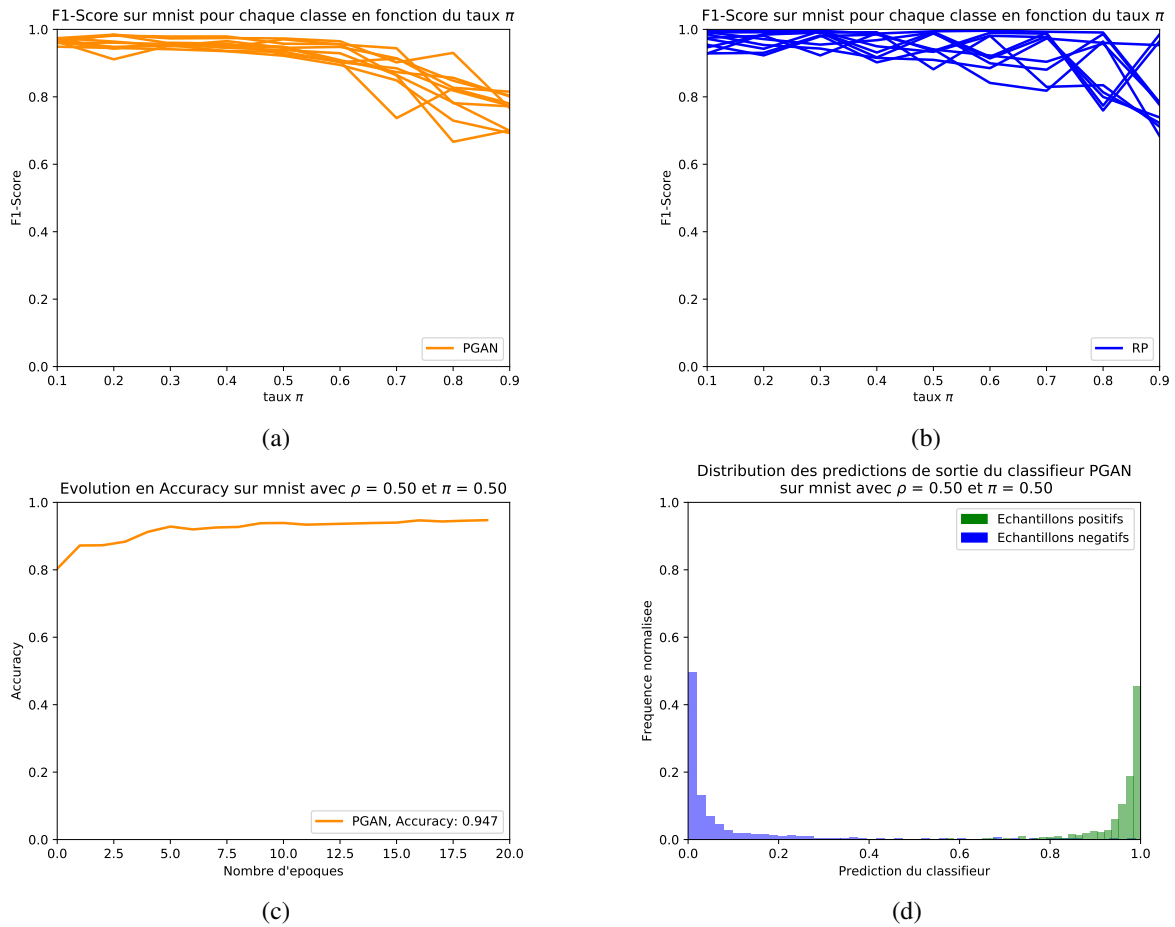 F1-Score sur mnist pour chaque classe en fonction du taux π
1.0
0.8
0.6
0.4
0.2
0.0
F1-Score
0.1 0.2 0.3 0.4 0.5 0.6 0.7 0.8 0.9
taux π
PGAN
(a)
F1-Score sur mnist pour chaque classe en fonction du taux π
1.0
0.8
0.6
0.4
0.2
0.0
F1-Score
0.1 0.2 0.3 0.4 0.5 0.6 0.7 0.8 0.9
taux π
RP
(b)
Evolution en Accuracy sur mnist avec ρ = 0.50 et π = 0.50
1.0
0.8
0.6
0.4
0.2
0.0
Accuracy
0.0 2.5 5.0 7.5 10.0 12.5 15.0 17.5 20.0
Nombre d'epoques
PGAN, Accuracy: 0.947
(c)
Distribution des predictions de sortie du classifieur PGAN
sur mnist avec ρ = 0.50 et π = 0.50
1.0
0.8
0.6
0.4
0.2
0.0
Frequence normalisee
0.0 0.2 0.4 0.6 0.8 1.0
Prediction du classifieur
Echantillons positifs
Echantillons negatifs
(d)